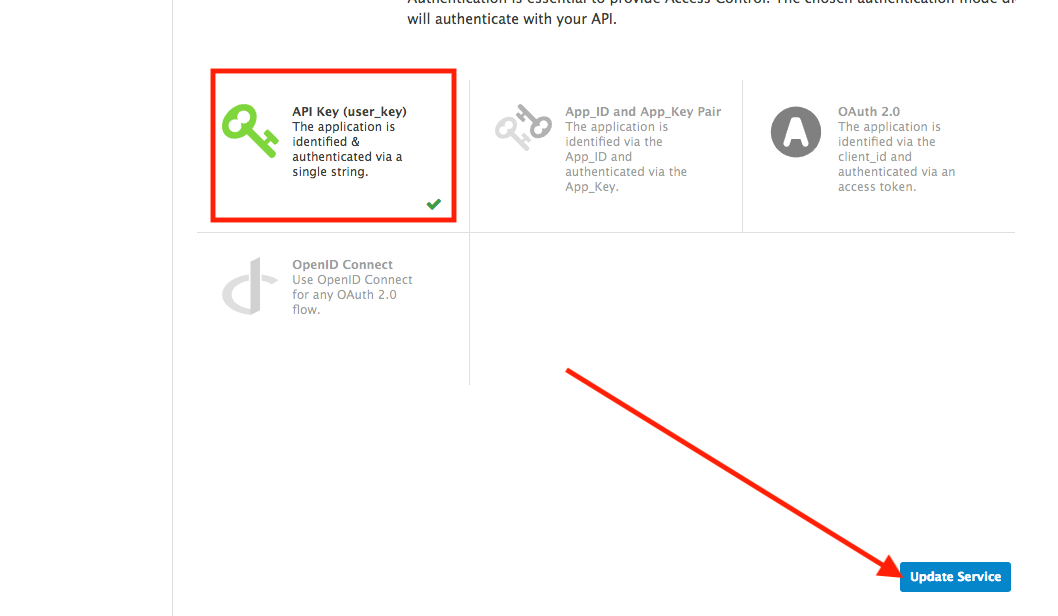 Authentication is essential to provide Access Control. The chosen authentication mode
will authenticate with your API.
API Key (user_key)
The application is
identified &
authenticated via a
single string.
App_ID and App_Key Pair
The application is
identified via the
App_ID and
authenticated via the
App_Key.
OAuth 2.0
The application is
identified via the
client_id and
authenticated via an
access token.
OpenID Connect
Use OpenID Connect
for any OAuth 2.0
flow.
Update Service